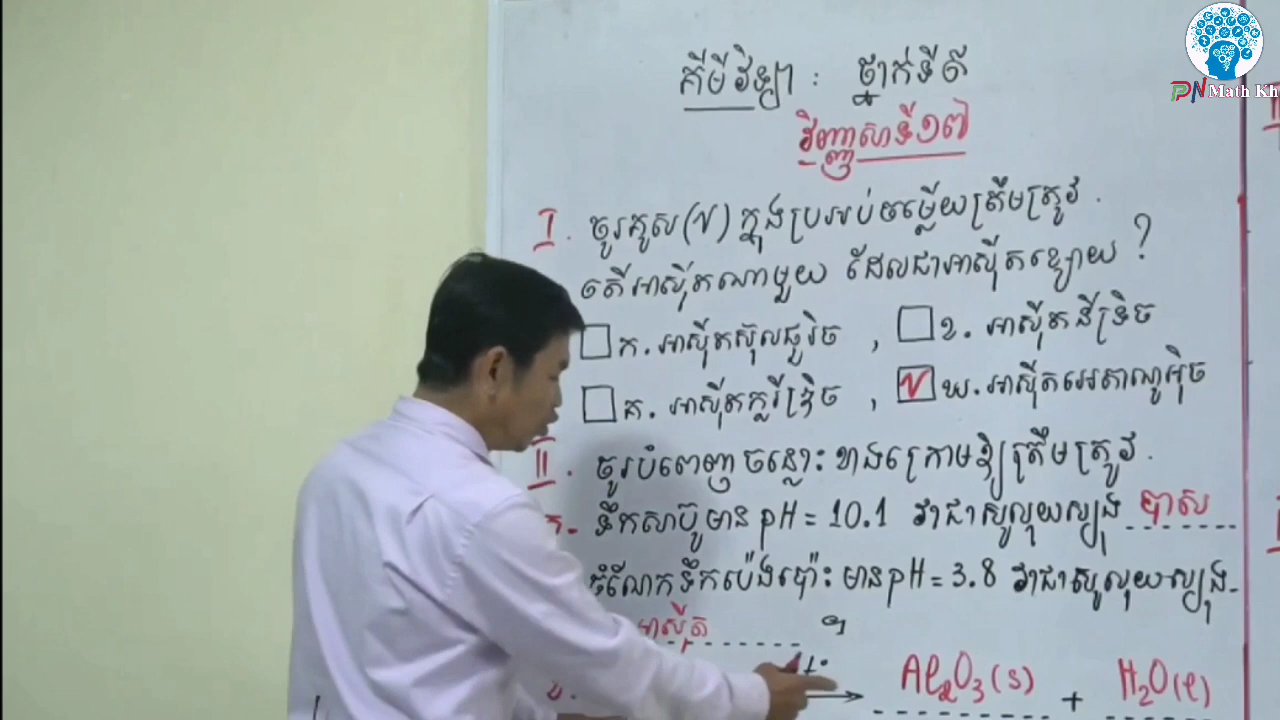 PN Math Kh
គីមីវិទ្យា : ថ្នាក់ទី៩
វិញ្ញាសាទី១៧
I. ចូរគូស(√)ក្នុងប្រអប់ចម្លើយត្រឹមត្រូវ.
តើអាស៊ីតណាមួយ ដែលជាអាស៊ីតខ្សោយ ?
ក. អាស៊ីតស៊ុលផួរិច , ខ. អាស៊ីតនីទ្រិច
គ. អាស៊ីតក្លរីឌ្រិច , √ ឃ. អាស៊ីតអេតាណូអ៊ិច
II. ចូរបំពេញចន្លោះខាងក្រោមឱ្យត្រឹមត្រូវ.
ក- ទឹកសាប៊ូមាន pH = 10.1 វាជាសូលុយស្យុង បាស
ចំណែកទឹកប៉េងប៉ោះ មាន pH = 3.8 វាជាសូលុយស្យុង
អាស៊ីត ។
t° → Al₂O₃(s) + H₂O(l)